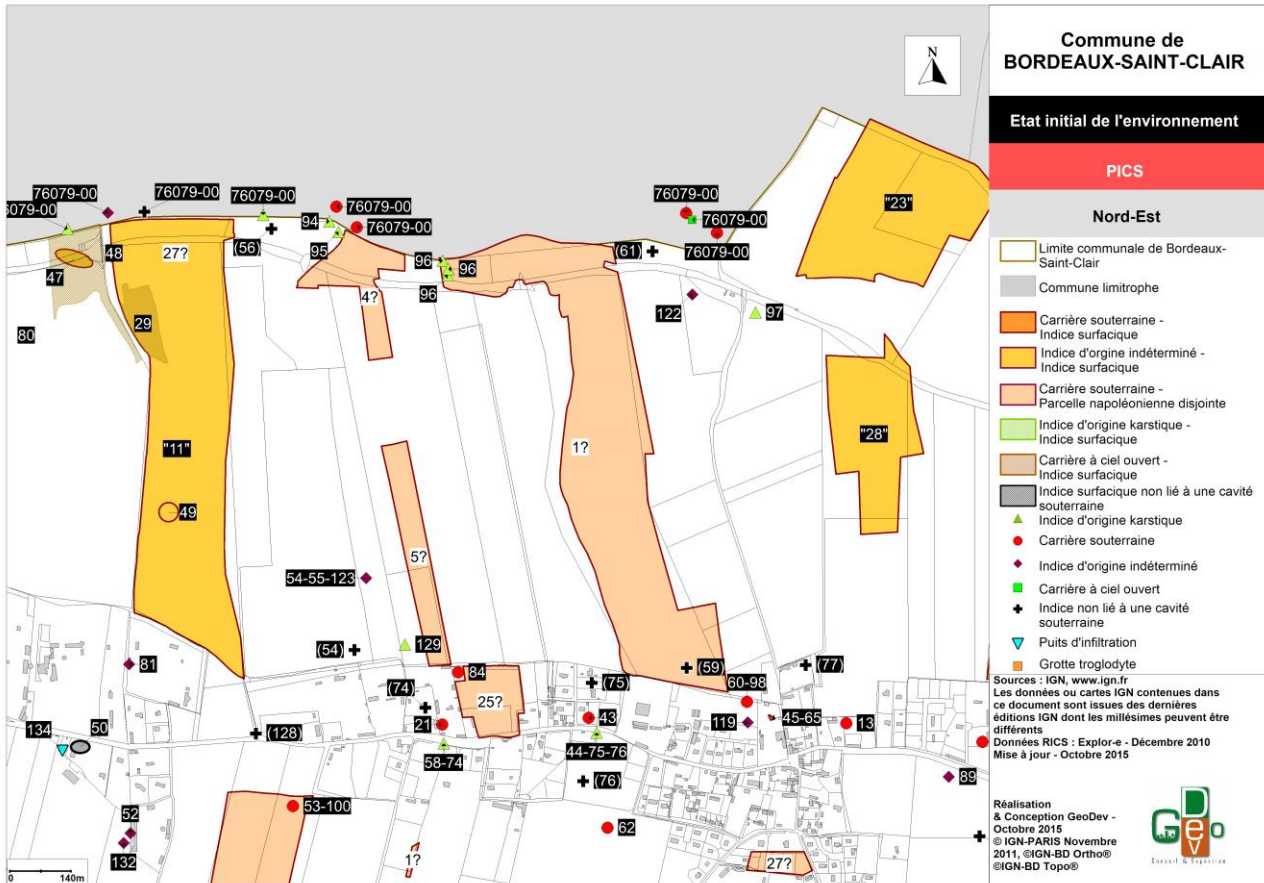 N
76079-00
76079-00
76079-00
76079-00
76079-00
76079-00
76079-00
76079-00
76079-00
94
95
(56)
48
27?
47
29
80
96
96
96
4?
(61)
122
97
"23"
"28"
"11"
49
1?
5?
54-55-123
(54)
129
84
81
(59)
(77)
60-98
(75)
(74)
25?
21
43
119
45-65
13
134
50
(128)
58-74
44-75-76
(76)
89
53-100
52
132
62
1?
27?
0 140m
Commune de
BORDEAUX-SAINT-CLAIR
Etat initial de l'environnement
PICS
Nord-Est
Limite communale de Bordeaux-
Saint-Clair
Commune limitrophe
Carrière souterraine -
Indice surfacique
Indice d'orgine indéterminé -
Indice surfacique
Carrière souterraine -
Parcelle napoléonienne disjointe
Indice d'origine karstique -
Indice surfacique
Carrière à ciel ouvert -
Indice surfacique
Indice surfacique non lié à une cavité
souterraine
Indice d'origine karstique
Carrière souterraine
Indice d'origine indéterminé
Carrière à ciel ouvert
Indice non lié à une cavité
souterraine
Puits d'infiltration
Grotte troglodyte
Sources : IGN, www.ign.fr
Les données ou cartes IGN contenues dans
ce document sont issues des dernières
éditions IGN dont les millésimes peuvent être
différents
Données RICS : Explor-e - Décembre 2010
Mise à jour - Octobre 2015
Réalisation
& Conception GeoDev -
Octobre 2015
© IGN-PARIS Novembre
2011, ©IGN-BD Ortho®
©IGN-BD Topo®
GeoDev
Conseil & Expertise